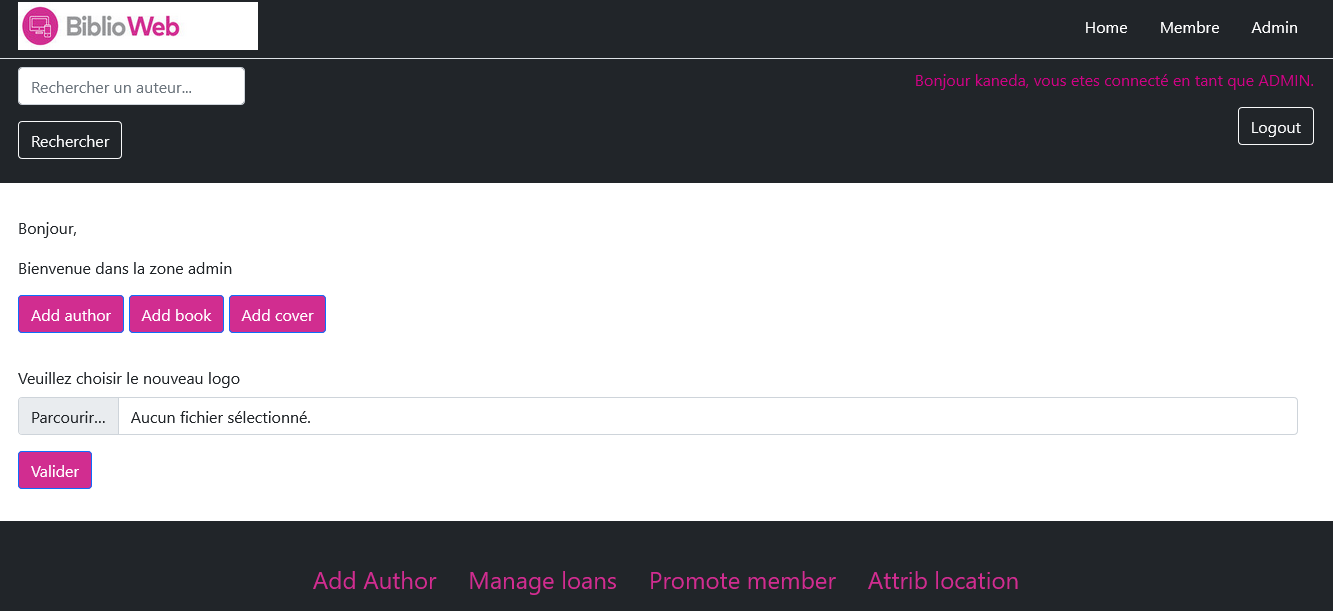 BiblioWeb
Home Membre Admin
Rechercher un auteur...
Bonjour kaneda, vous etes connecté en tant que ADMIN.
Rechercher
Logout
Bonjour,
Bienvenue dans la zone admin
Add author Add book Add cover
Veuillez choisir le nouveau logo
Parcourir... Aucun fichier sélectionné.
Valider
Add Author Manage loans Promote member Attrib location